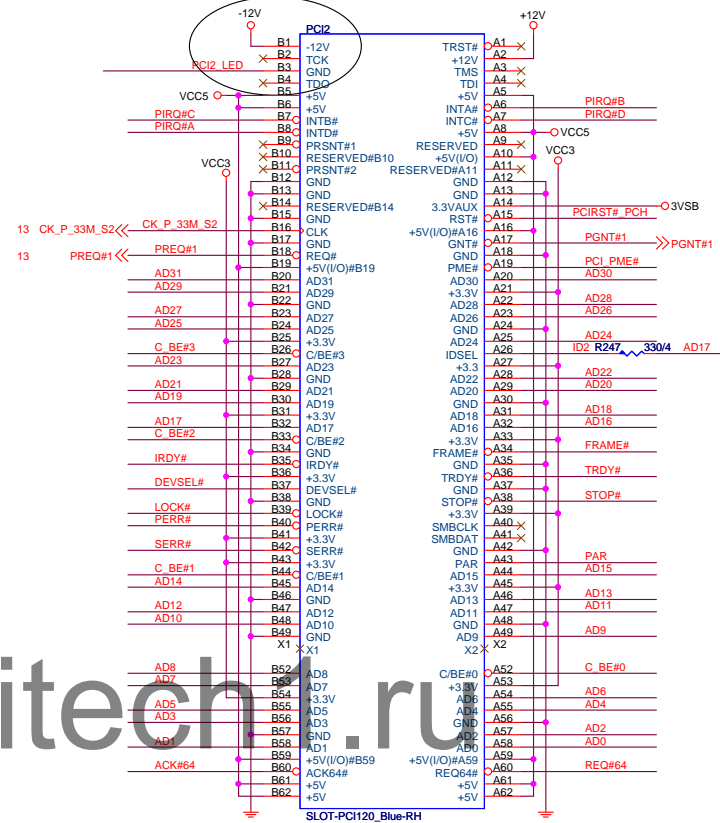 -12V +12V
PCI2
B1 -12V TRST# A1
B2 TCK +12V A2
PCI2_LED B3 GND TMS A3
B4 TDO TDI A4
VCC5 B5 +5V +5V A5
B6 +5V INTA# A6 PIRQ#B
PIRQ#C B7 INTB# INTC# A7 PIRQ#D
PIRQ#A B8 INTD# +5V A8 VCC5
B9 PRSNT#1 RESERVED A9
B10 RESERVED#B10 +5V(I/O) A10 VCC3
VCC3 B11 PRSNT#2 RESERVED#A11 A11
B12 GND GND A12
B13 GND GND A13
B14 RESERVED#B14 3.3VAUX A14 3VSB
B15 GND RST# A15 PCIRST#_PCH
13 CK_P_33M_S2 CK_P_33M_S2 B16 CLK +5V(I/O)#A16 A16
B17 GND GNT# A17 PGNT#1 PGNT#1
13 PREQ#1 PREQ#1 B18 REQ# GND A18
B19 +5V(I/O)#B19 PME# A19 PCI_PME#
AD31 B20 AD31 AD30 A20 AD30
AD29 B21 AD29 +3.3V A21
B22 GND AD28 A22 AD28
AD27 B23 AD27 AD26 A23 AD26
AD25 B24 AD25 GND A24
B25 +3.3V AD24 A25 AD24
C_BE#3 B26 C/BE#3 IDSEL A26 ID2 R247 330/4 AD17
AD23 B27 AD23 +3.3 A27
B28 GND AD22 A28 AD22
AD21 B29 AD21 AD20 A29 AD20
AD19 B30 AD19 GND A30
B31 +3.3V AD18 A31 AD18
AD17 B32 AD17 AD16 A32 AD16
C_BE#2 B33 C/BE#2 +3.3V A33
B34 GND FRAME# A34 FRAME#
IRDY# B35 IRDY# GND A35
B36 +3.3V TRDY# A36 TRDY#
DEVSEL# B37 DEVSEL# GND A37
B38 GND STOP# A38 STOP#
LOCK# B39 LOCK# +3.3V A39
PERR# B40 PERR# SMBCLK A40
B41 +3.3V SMBDAT A41
SERR# B42 SERR# GND A42
B43 +3.3V PAR A43 PAR
C_BE#1 B44 C/BE#1 AD15 A44 AD15
AD14 B45 AD14 +3.3V A45
B46 GND AD13 A46 AD13
AD12 B47 AD12 AD11 A47 AD11
AD10 B48 AD10 GND A48
B49 GND AD9 A49 AD9
X1 X1 X2 X2
AD8 B52 AD8 C/BE#0 A52 C_BE#0
AD7 B53 AD7 +3.3V A53
B54 +3.3V AD6 A54 AD6
AD5 B55 AD5 AD4 A55 AD4
AD3 B56 AD3 GND A56
B57 GND AD2 A57 AD2
AD1 B58 AD1 AD0 A58 AD0
B59 +5V(I/O)#B59 +5V(I/O)#A59 A59
ACK#64 B60 ACK64# REQ64# A60 REQ#64
B61 +5V +5V A61
B62 +5V +5V A62
SLOT-PCI120_Blue-RH
itech1.ru